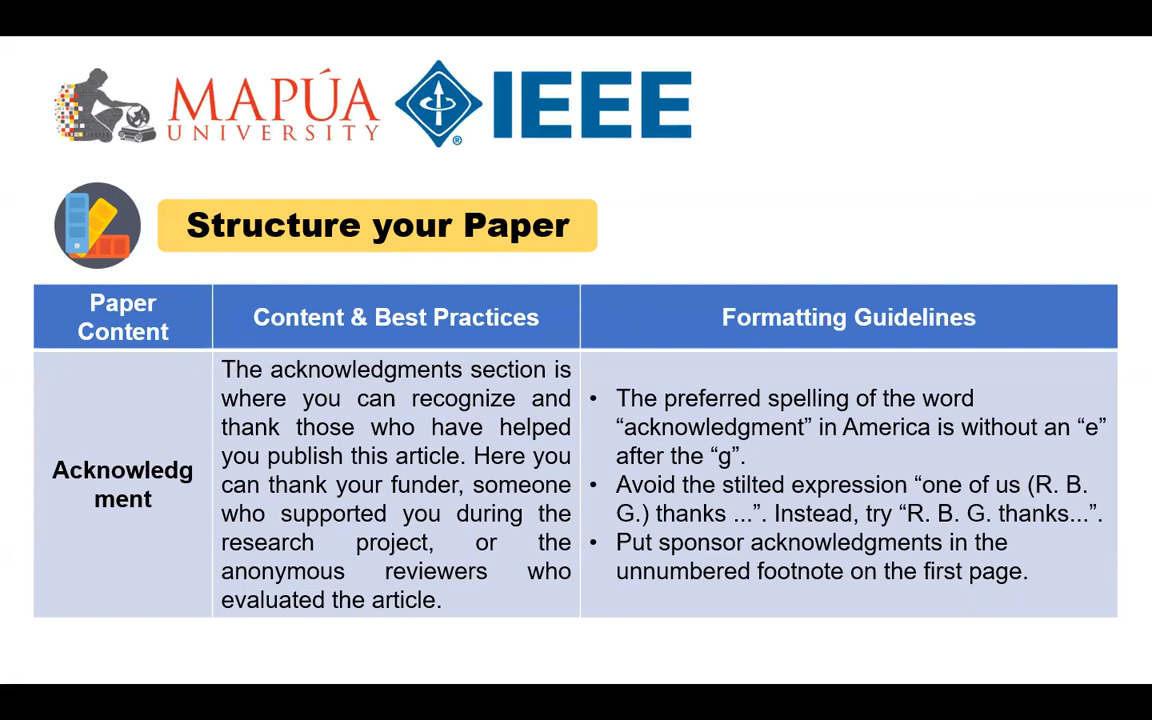 MAPÚA
UNIVERSITY
IEEE
®
Structure your Paper
Paper
Content
Content & Best Practices
Formatting Guidelines
Acknowledg
ment
The acknowledgments section is
where you can recognize and
thank those who have helped
you publish this article. Here you
can thank your funder, someone
who supported you during the
research project, or the
anonymous reviewers who
evaluated the article.
• The preferred spelling of the word
“acknowledgment” in America is without an “e”
after the “g”.
• Avoid the stilted expression “one of us (R. B.
G.) thanks ...”. Instead, try “R. B. G. thanks...”.
• Put sponsor acknowledgments in the
unnumbered footnote on the first page.